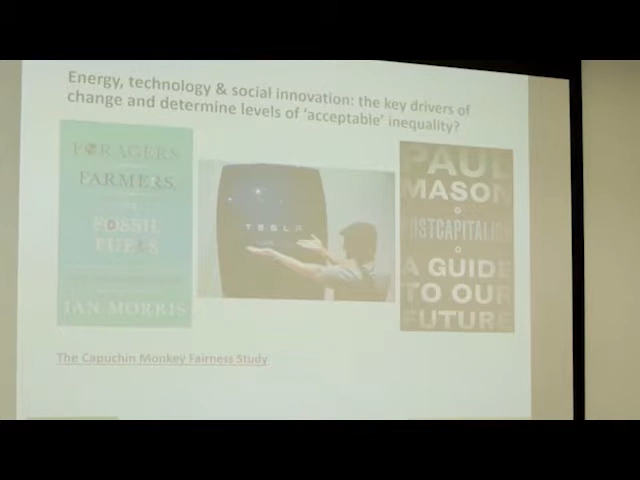 Energy, technology & social innovation: the key drivers of
change and determine levels of 'acceptable' inequality?
FORAGERS
FARMERS,
FOSSIL
FUELS
IAN MORRIS
TESLA
PAUL
MASON
POSTCAPITALISM
A GUIDE
TO OUR
FUTURE
The Capuchin Monkey Fairness Study